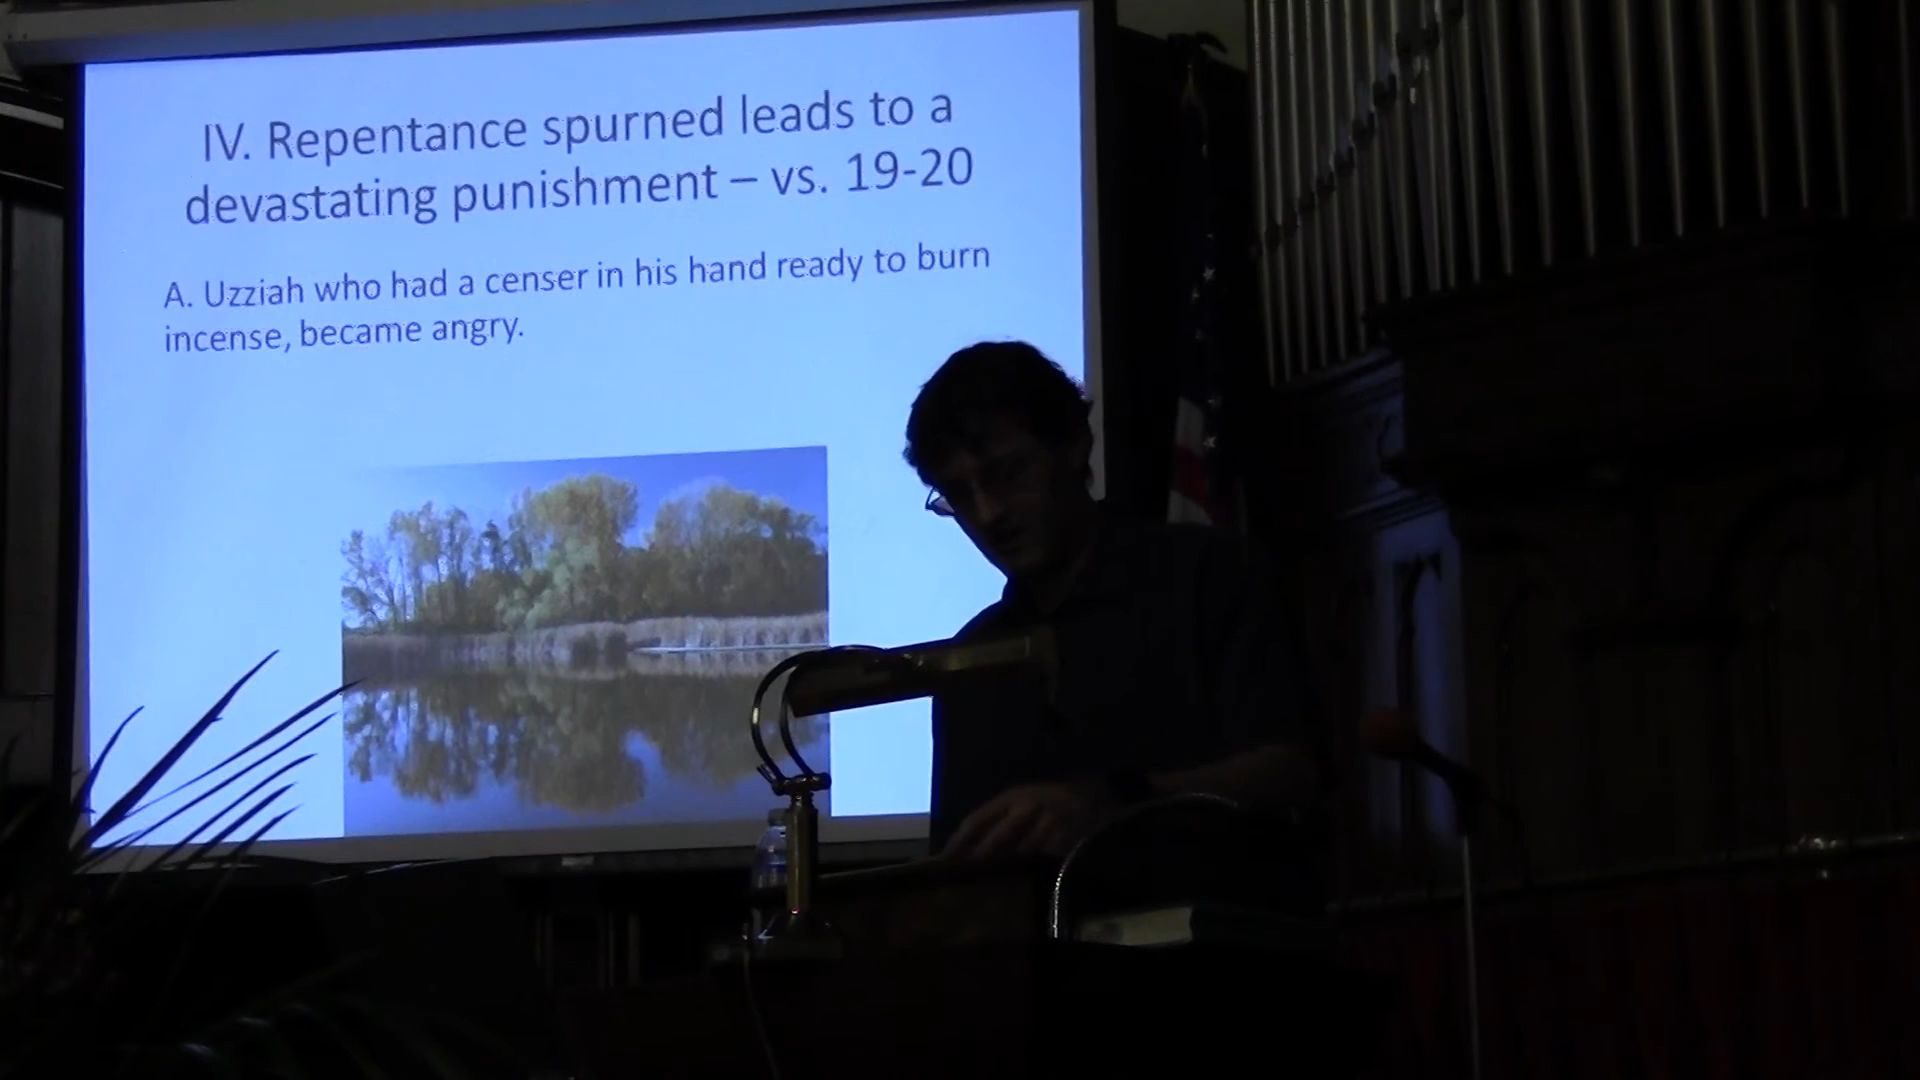 IV. Repentance spurned leads to a
devastating punishment – vs. 19-20
A. Uzziah who had a censer in his hand ready to burn
incense, became angry.